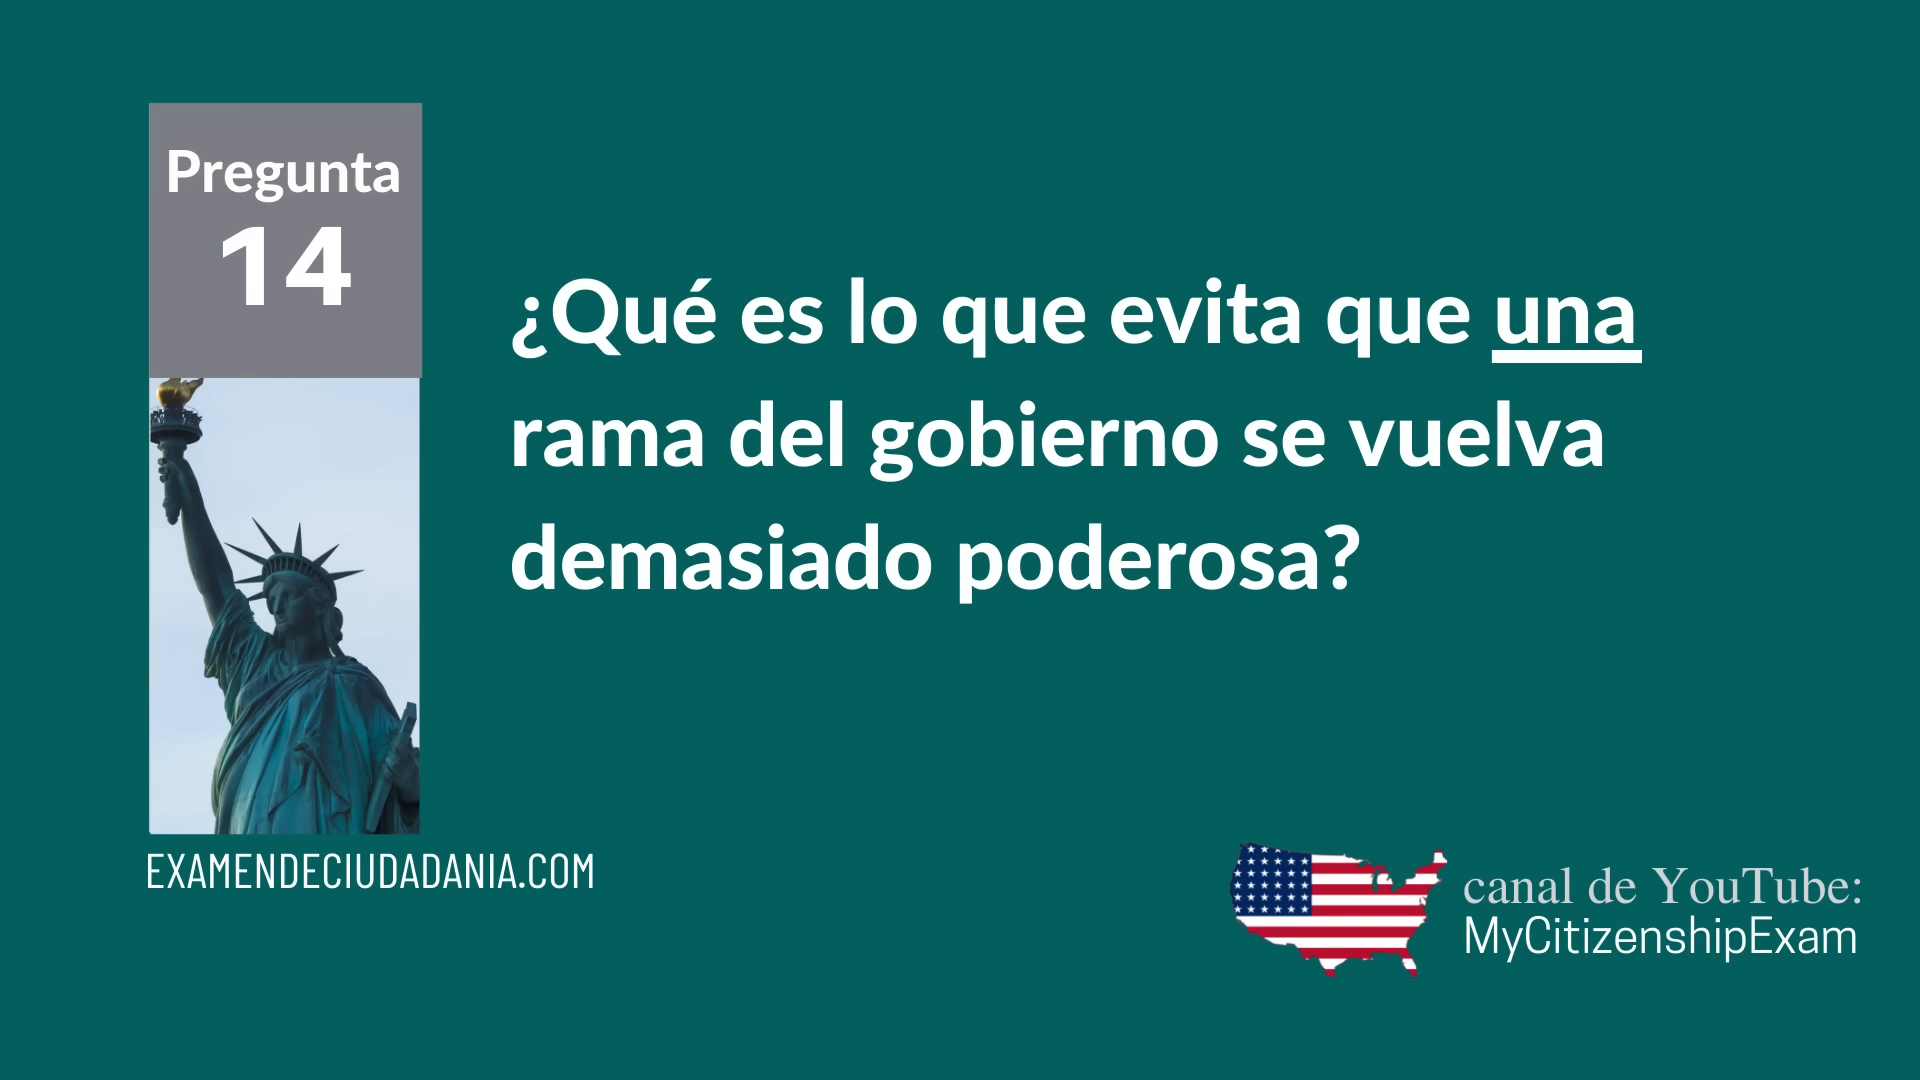 Pregunta
14
¿Qué es lo que evita que una
rama del gobierno se vuelva
demasiado poderosa?
EXAMENDECIUDADANIA.COM
canal de YouTube:
MyCitizenshipExam